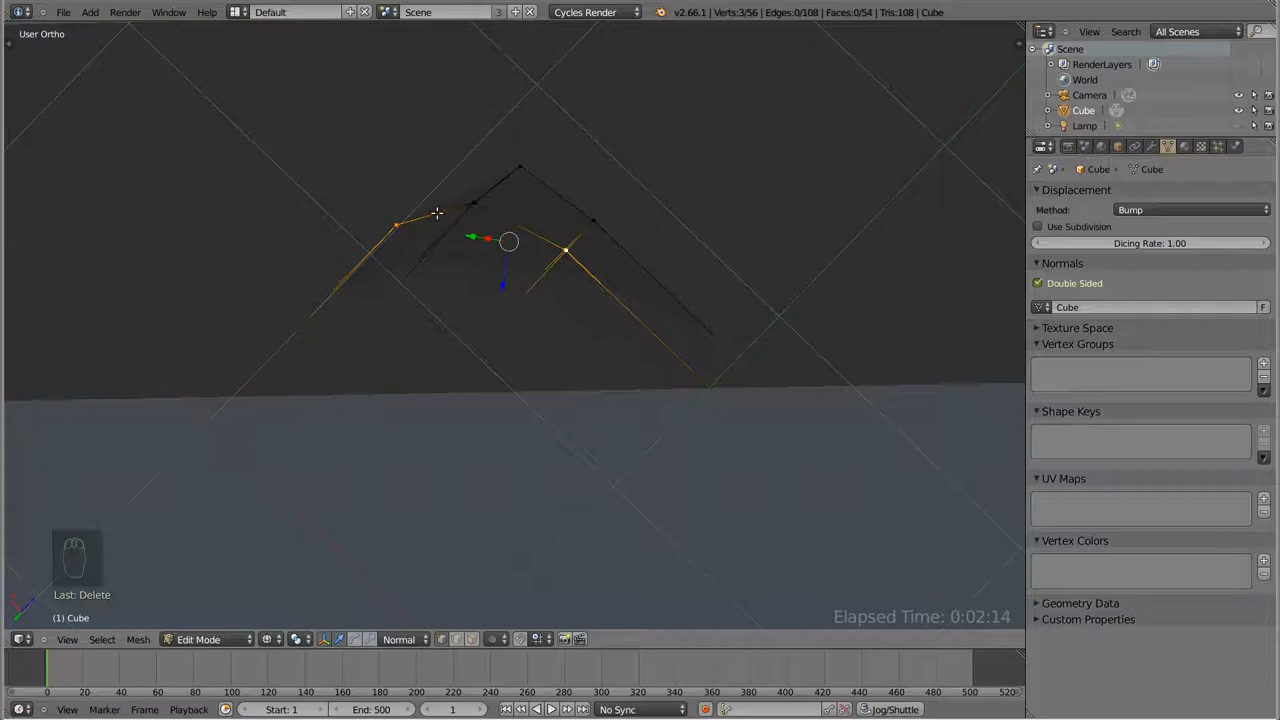 File Add Render Window Help Default Scene 3 Cycles Render v2.66.1 | Verts:3/56 | Edges:0/108 | Faces:0/54 | Tris:108 | Cube
User Ortho
View Search All Scenes
Scene
RenderLayers
World
Camera
Cube
Lamp
Cube Cube
Displacement
Method: Bump
Use Subdivision
Dicing Rate: 1.00
Normals
Double Sided
Cube F
Texture Space
Vertex Groups
Shape Keys
UV Maps
Vertex Colors
Geometry Data
Custom Properties
Last: Delete
(1) Cube
Elapsed Time: 0:02:14
View Select Mesh Edit Mode Normal
0 20 40 60 80 100 120 140 160 180 200 220 240 260 280 300 320 340 360 380 400 420 440 460 480 500 520
View Marker Frame Playback Start: 1 End: 500 1 No Sync Jog/Shuttle